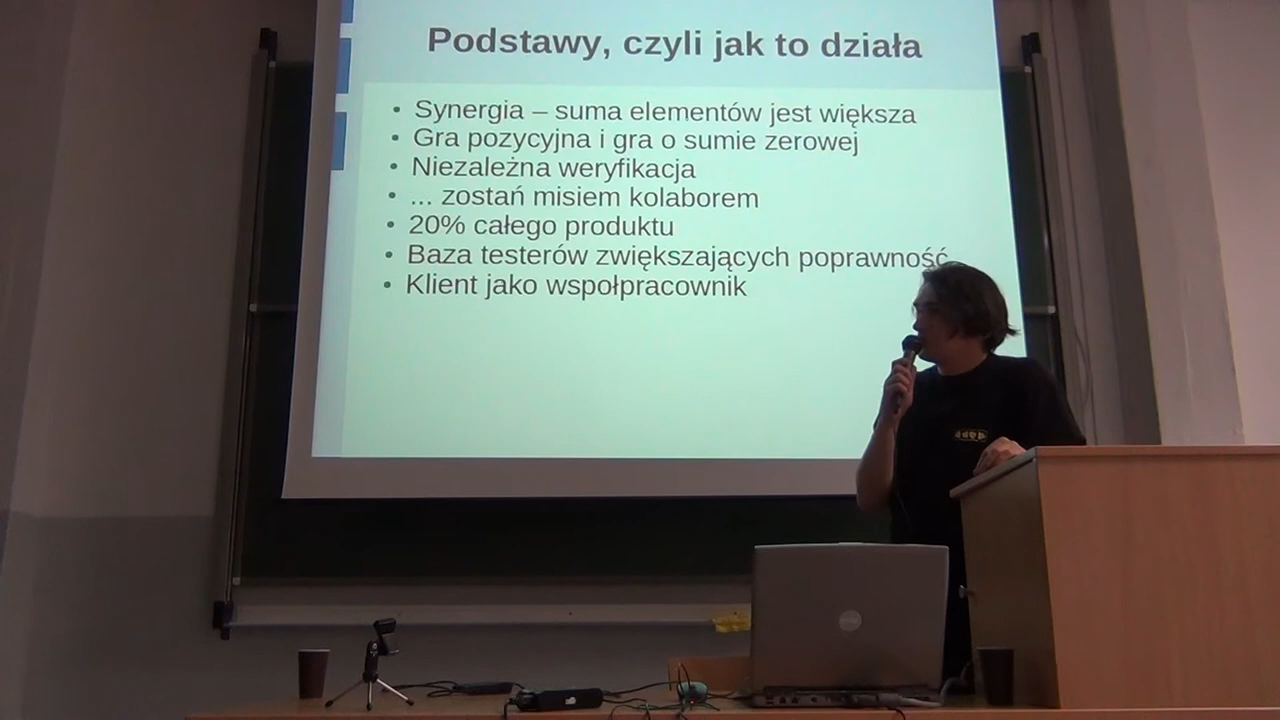 Podstawy, czyli jak to działa
• Synergia – suma elementów jest większa
• Gra pozycyjna i gra o sumie zerowej
• Niezależna weryfikacja
• ... zostań misiem kolaborem
• 20% całego produktu
• Baza testerów zwiększających poprawność
• Klient jako wspołpracownik